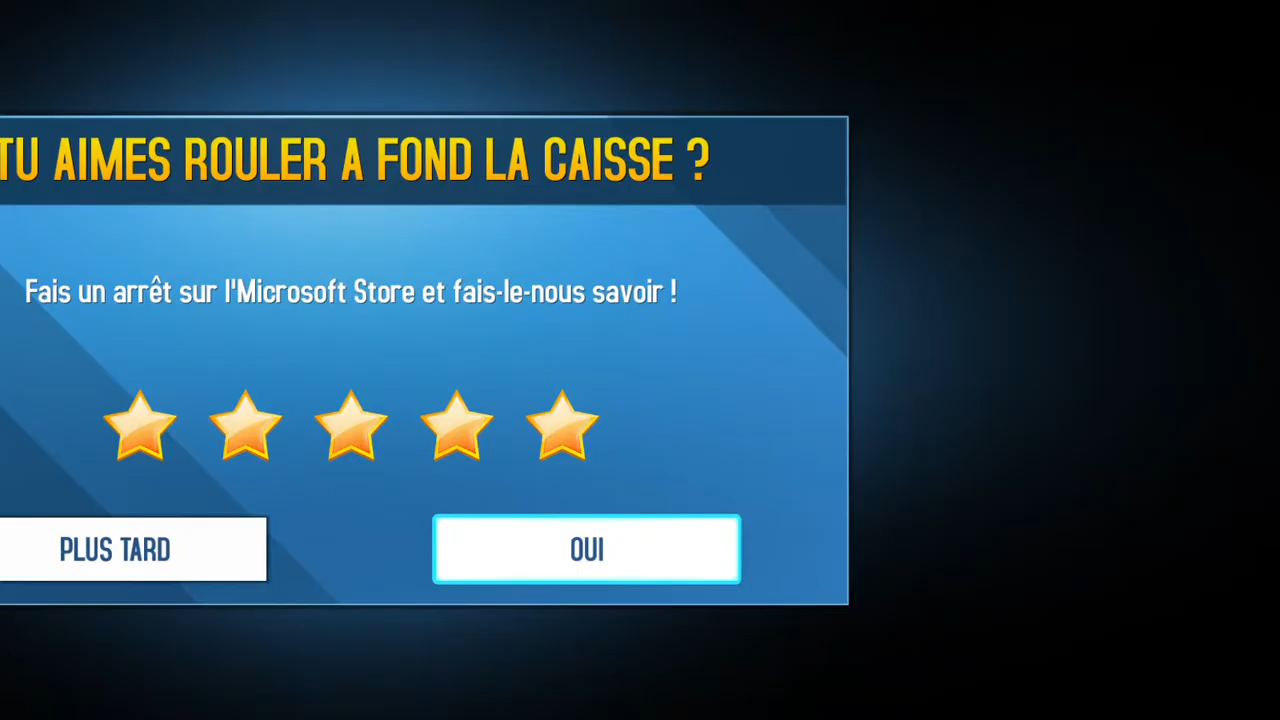 TU AIMES ROULER A FOND LA CAISSE ?
Fais un arrêt sur l'Microsoft Store et fais-le-nous savoir !
PLUS TARD
OUI